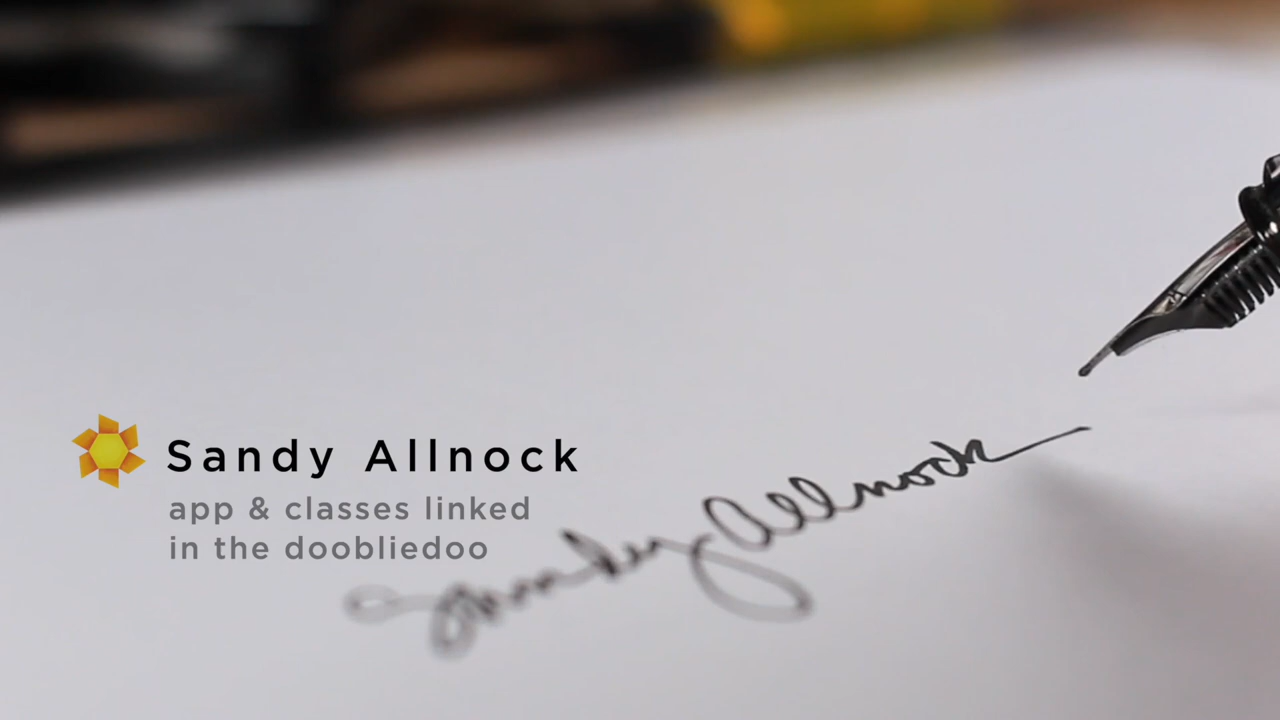 Sandy Allnock
app & classes linked
in the doobliedoo
Sandy Allnock